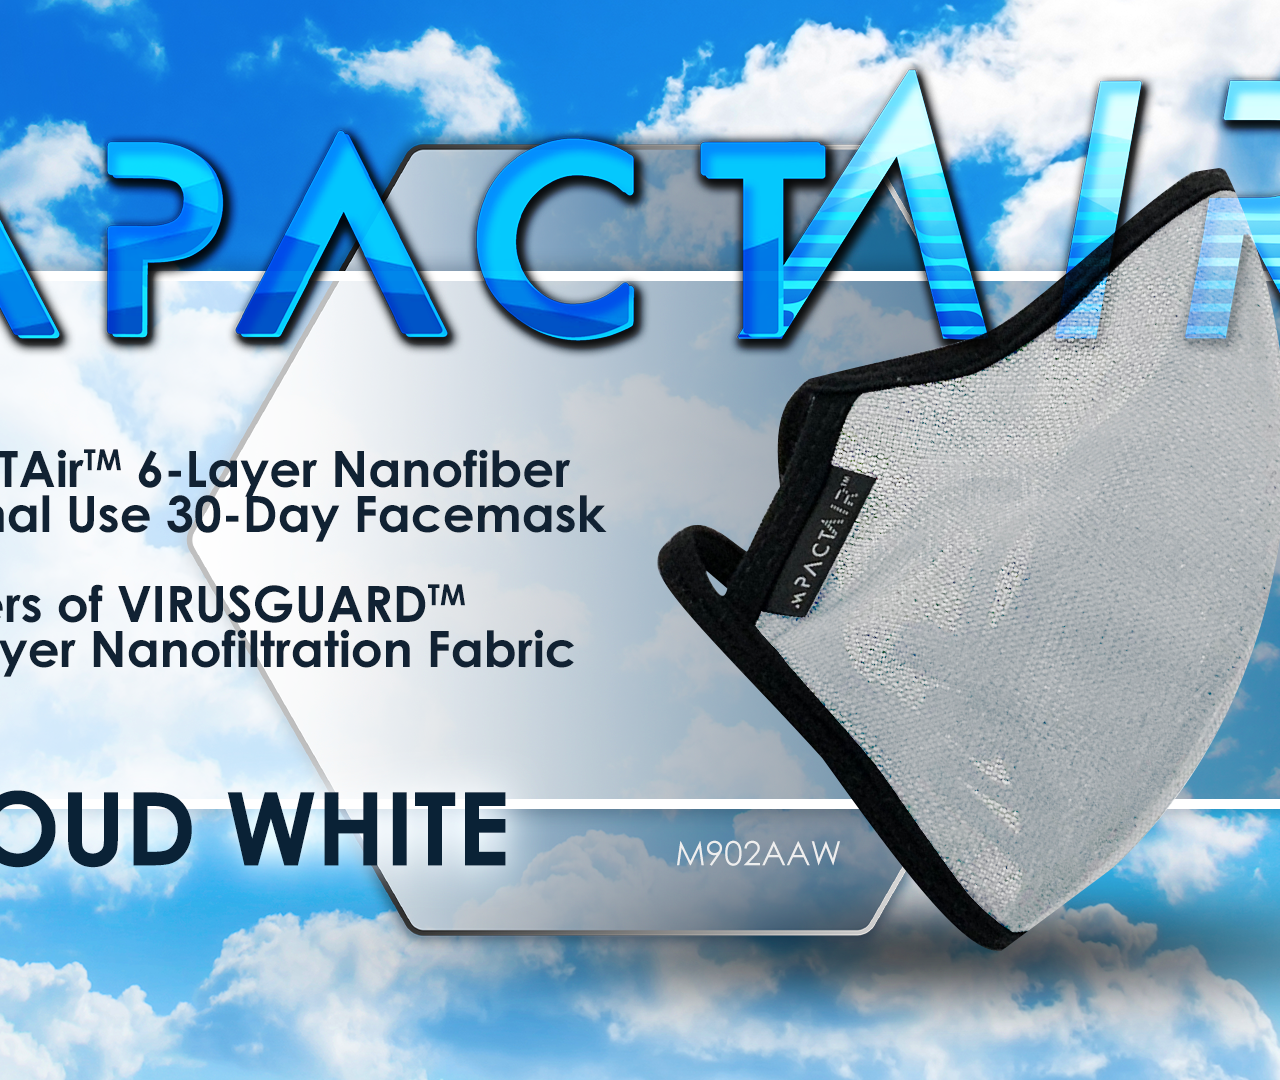 APACTAIR
TAir™ 6-Layer Nanofiber
nal Use 30-Day Facemask
ers of VIRUSGUARD™
yer Nanofiltration Fabric
OUD WHITE
M902AAW
MPACTAIR™